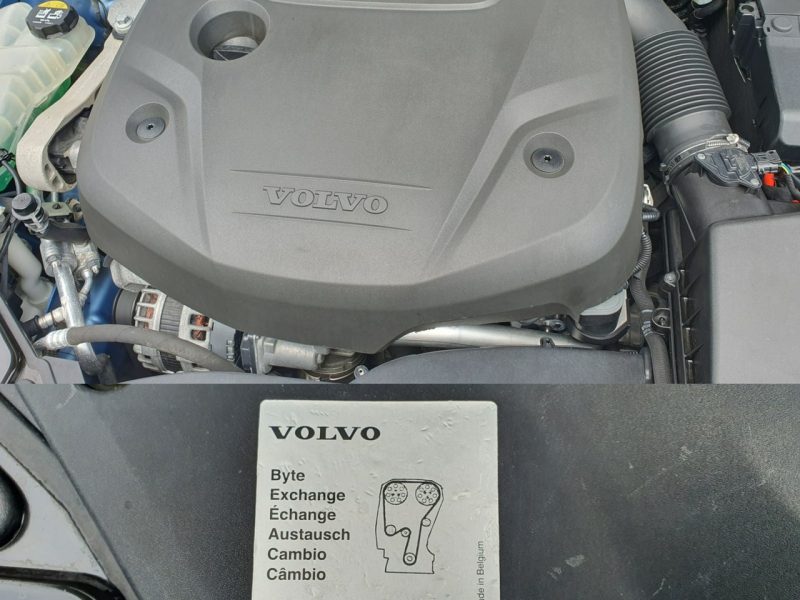 VOLVO
VOLVO
Byte
Exchange
Échange
Austausch
Cambio
Câmbio
de in Belgium